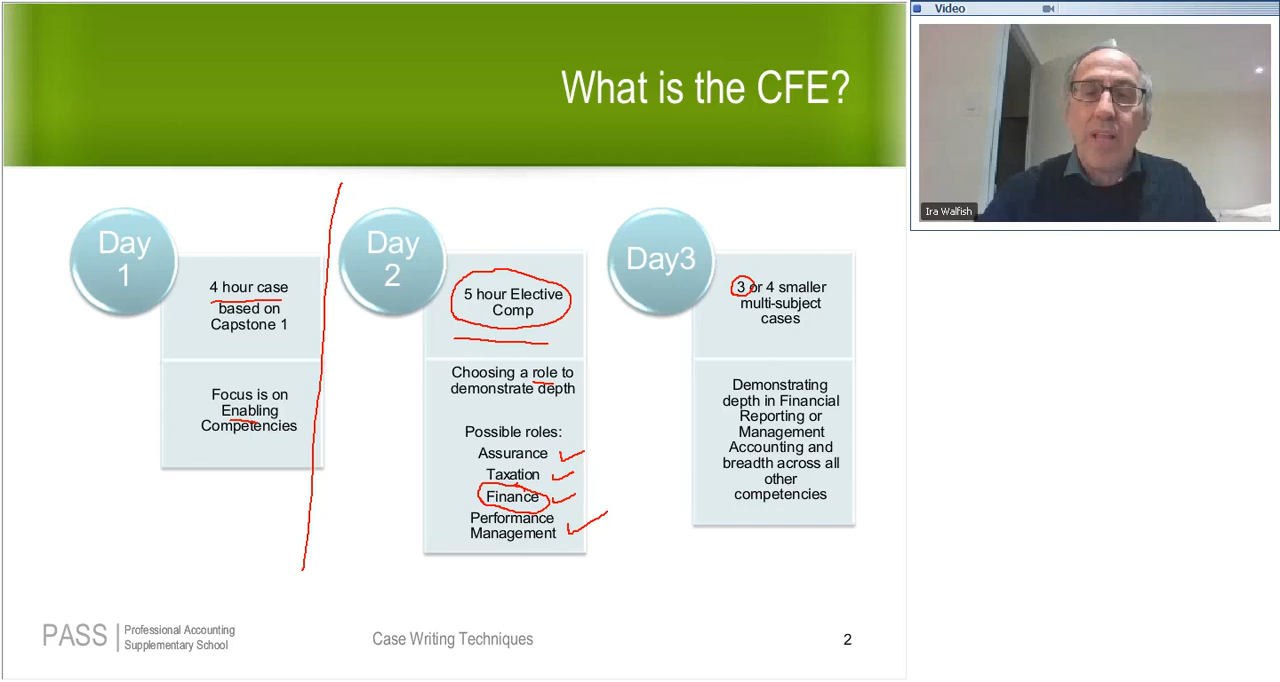 Video
What is the CFE?
Ira Walfish
Day
1
4 hour case
based on
Capstone 1
Focus is on
Enabling
Competencies
Day
2
5 hour Elective
Comp
Choosing a role to
demonstrate depth
Possible roles:
Assurance
Taxation
Finance
Performance
Management
Day3
3 or 4 smaller
multi-subject
cases
Demonstrating
depth in Financial
Reporting or
Management
Accounting and
breadth across all
other
competencies
PASS
Professional Accounting
Supplementary School
Case Writing Techniques
2